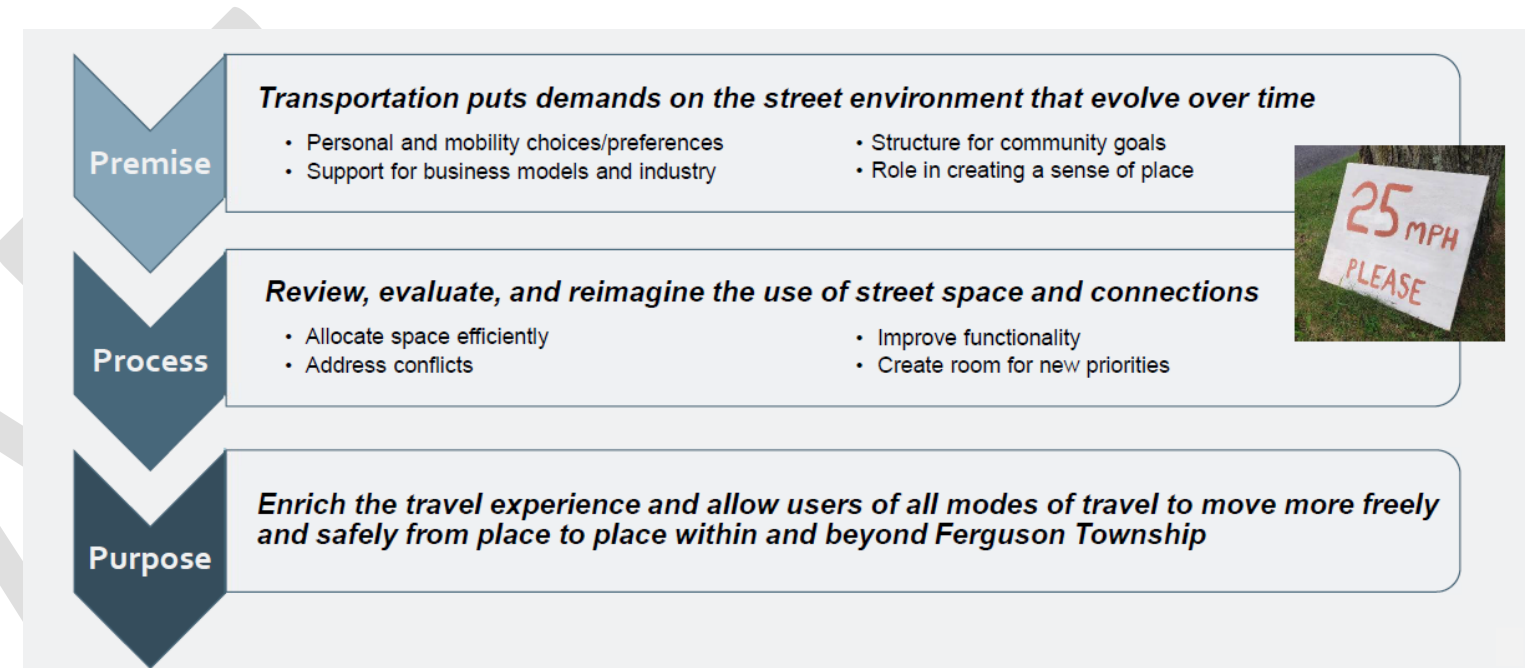 Premise
Transportation puts demands on the street environment that evolve over time
• Personal and mobility choices/preferences
• Support for business models and industry
• Structure for community goals
• Role in creating a sense of place
25 MPH
PLEASE
Process
Review, evaluate, and reimagine the use of street space and connections
• Allocate space efficiently
• Address conflicts
• Improve functionality
• Create room for new priorities
Purpose
Enrich the travel experience and allow users of all modes of travel to move more freely
and safely from place to place within and beyond Ferguson Township